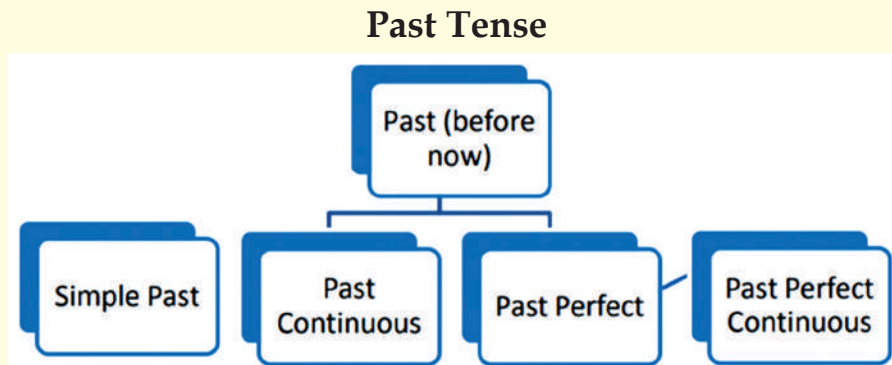 Past Tense
Past (before
now)
Simple Past
Past
Continuous
Past Perfect
Past Perfect
Continuous